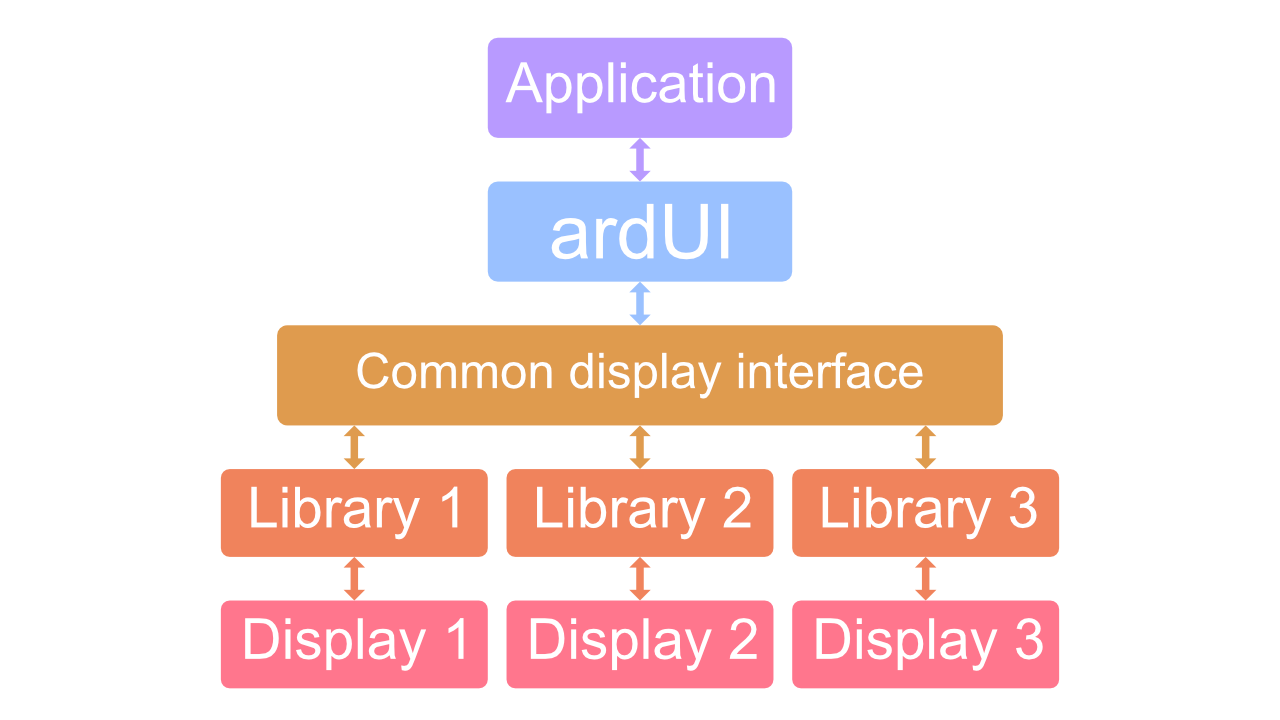 Application
ardUI
Common display interface
Library 1 Library 2 Library 3
Display 1 Display 2 Display 3